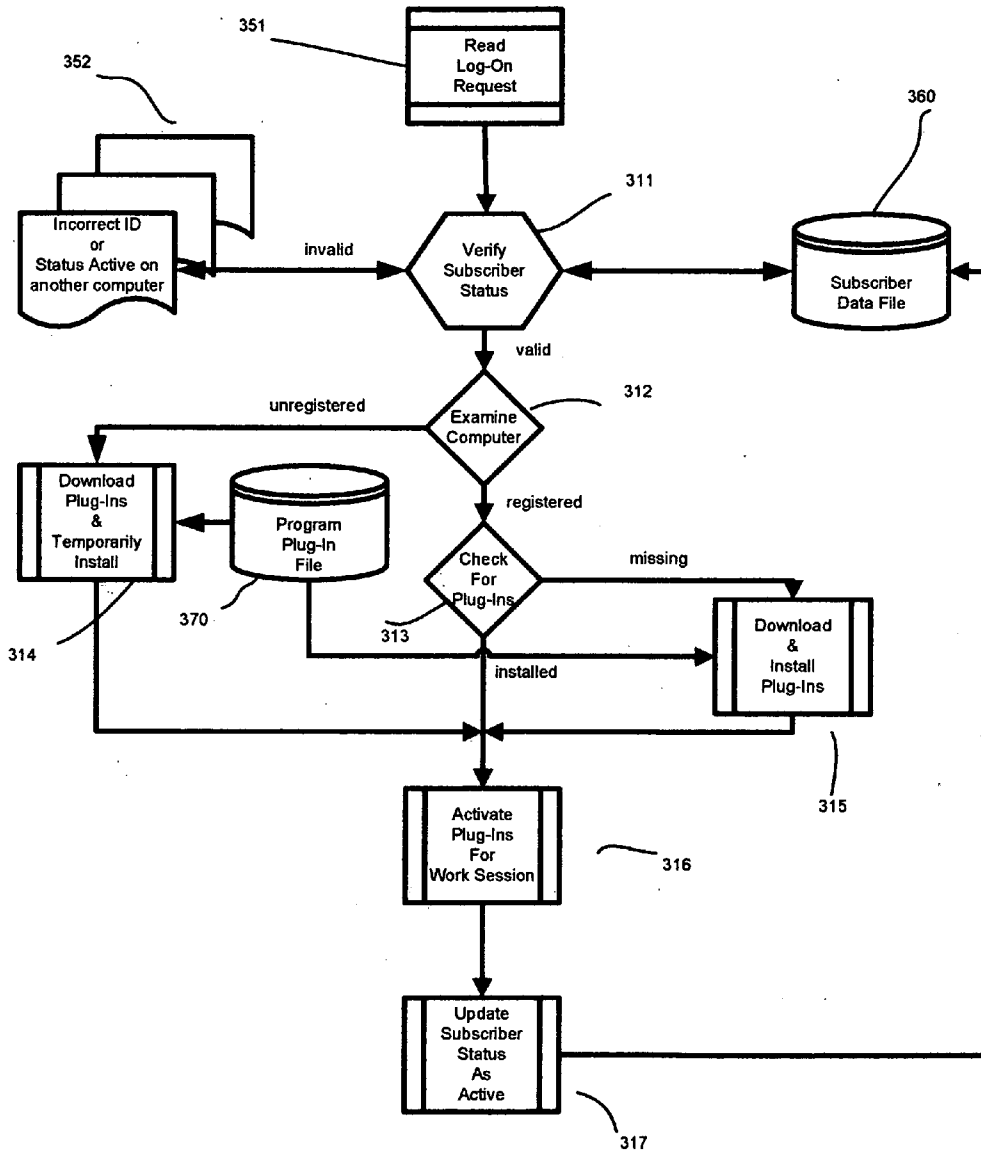 351
Read
Log-On
Request
352
360
311
Incorrect ID
or
Status Active on
another computer
invalid
Verify
Subscriber
Status
Subscriber
Data File
valid
312
unregistered
Examine
Computer
registered
Download
Plug-Ins
&
Temporarily
Install
Program
Plug-In
File
Check
For
Plug-Ins
missing
370
313
314
installed
Download
&
Install
Plug-Ins
315
Activate
Plug-Ins
For
Work Session
316
Update
Subscriber
Status
As
Active
317